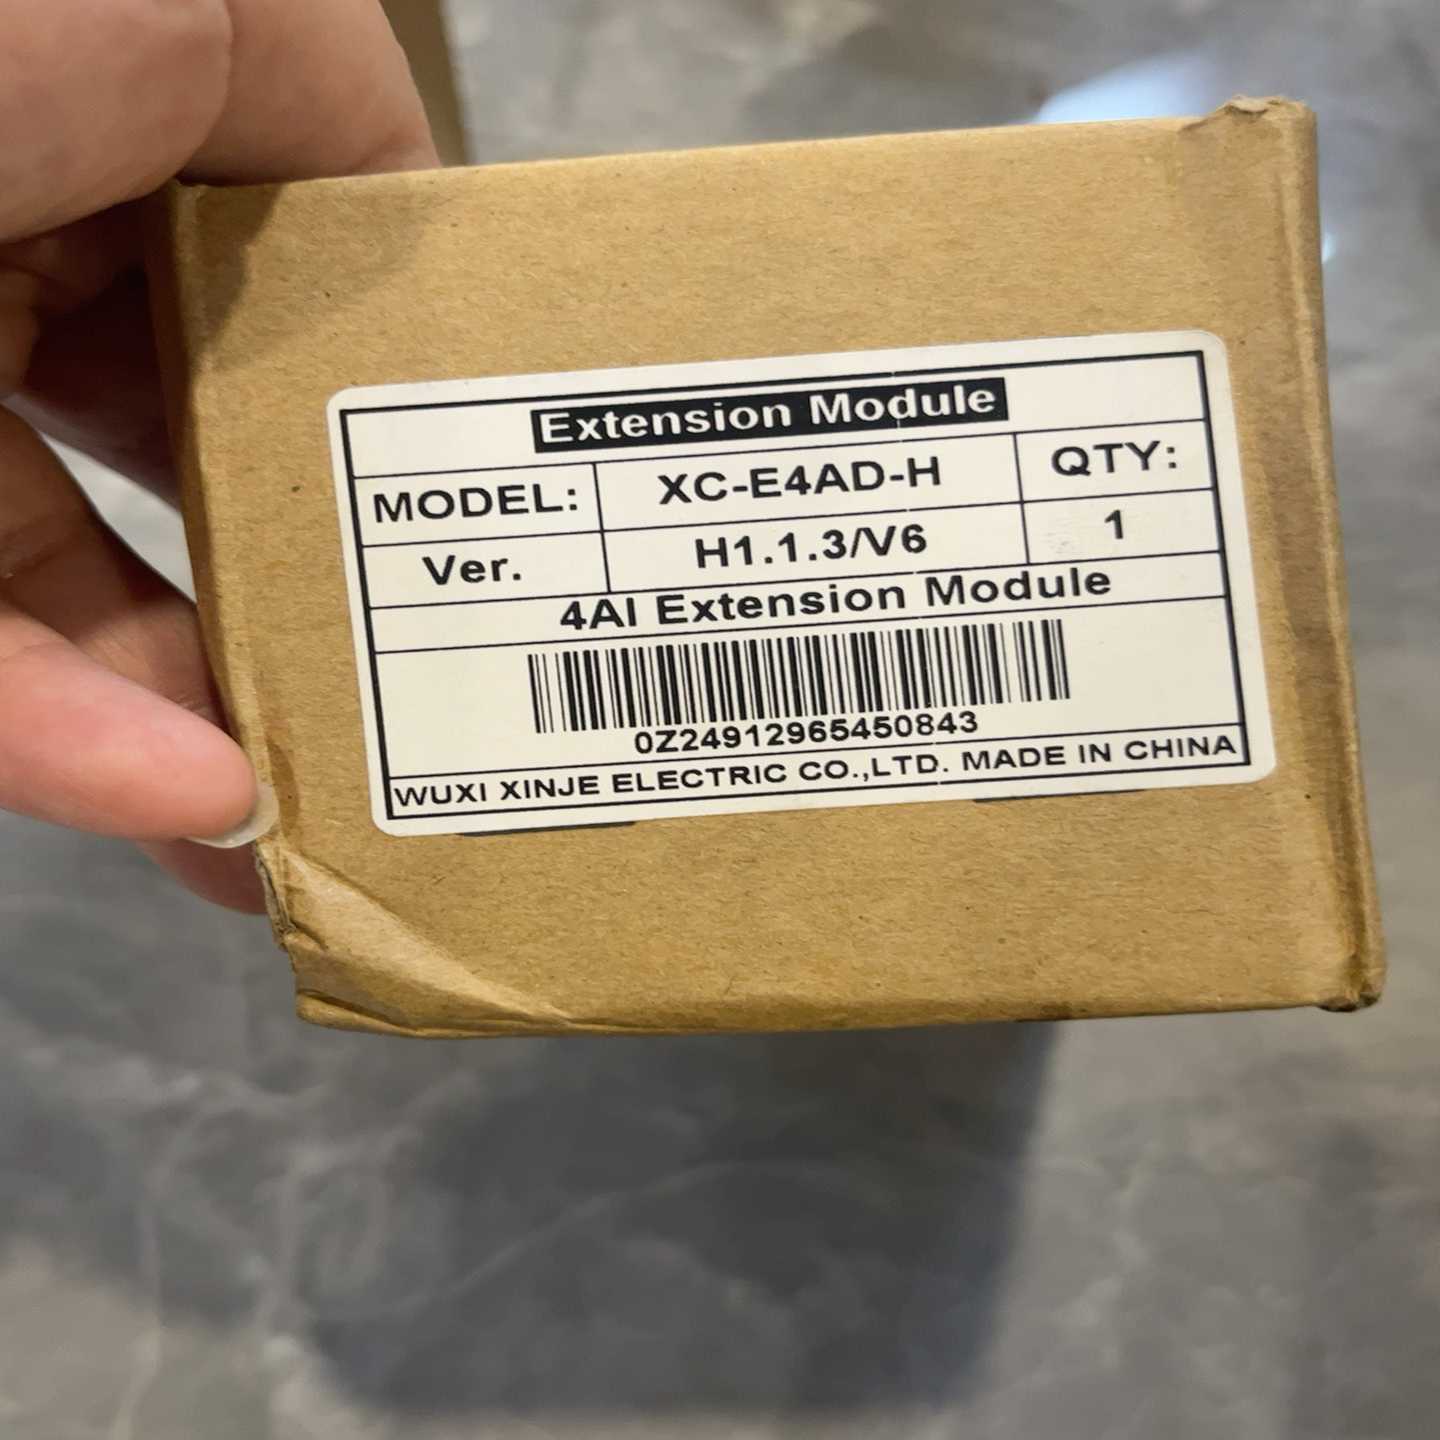 Extension Module
MODEL: XC-E4AD-H QTY:
Ver. H1.1.3/V6 1
4AI Extension Module
0Z24912965450843
WUXI XINJE ELECTRIC CO.,LTD. MADE IN CHINA